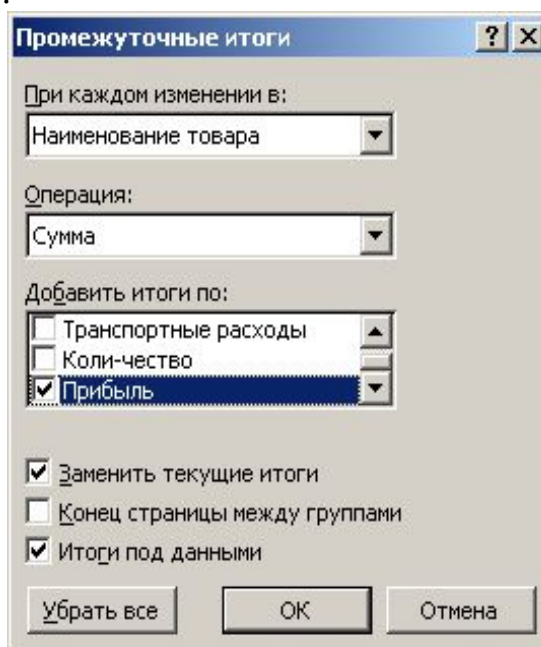 Промежуточные итоги
При каждом изменении в:
Наименование товара
Операция:
Сумма
Добавить итоги по:
Транспортные расходы
Коли-чество
Прибыль
Заменить текущие итоги
Конец страницы между группами
Итоги под данными
Убрать все ОК Отмена